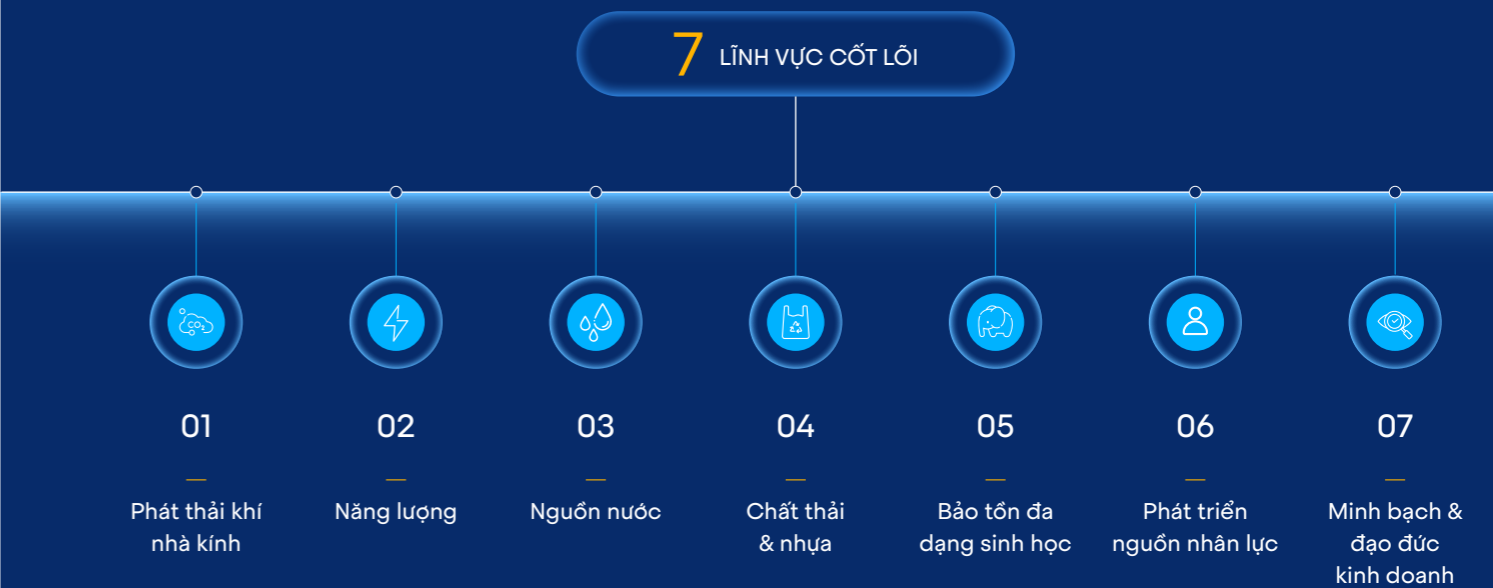 7 LĨNH VỰC CỐT LÕI
CO₂
01
Phát thải khí
nhà kính
02
Năng lượng
03
Nguồn nước
04
Chất thải
& nhựa
05
Bảo tồn đa
dạng sinh học
06
Phát triển
nguồn nhân lực
07
Minh bạch &
đạo đức
kinh doanh